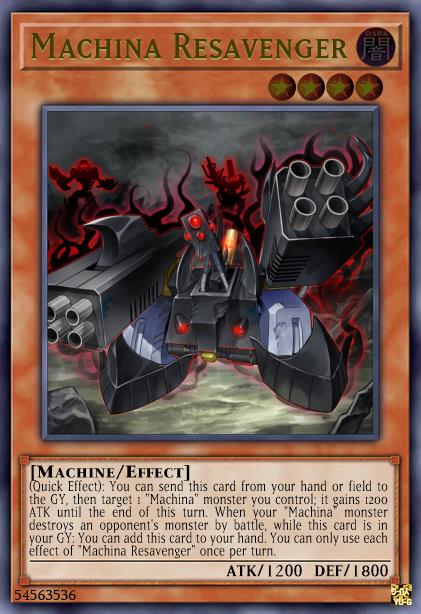 MACHINA RESAVENGER
DARK
闇
[MACHINE/EFFECT]
(Quick Effect): You can send this card from your hand or field to
the GY, then target 1 "Machina" monster you control; it gains 1200
ATK until the end of this turn. When your "Machina" monster
destroys an opponent's monster by battle, while this card is in
your GY: You can add this card to your hand. You can only use each
effect of "Machina Resavenger" once per turn.
ATK/1200 DEF/1800
54563536